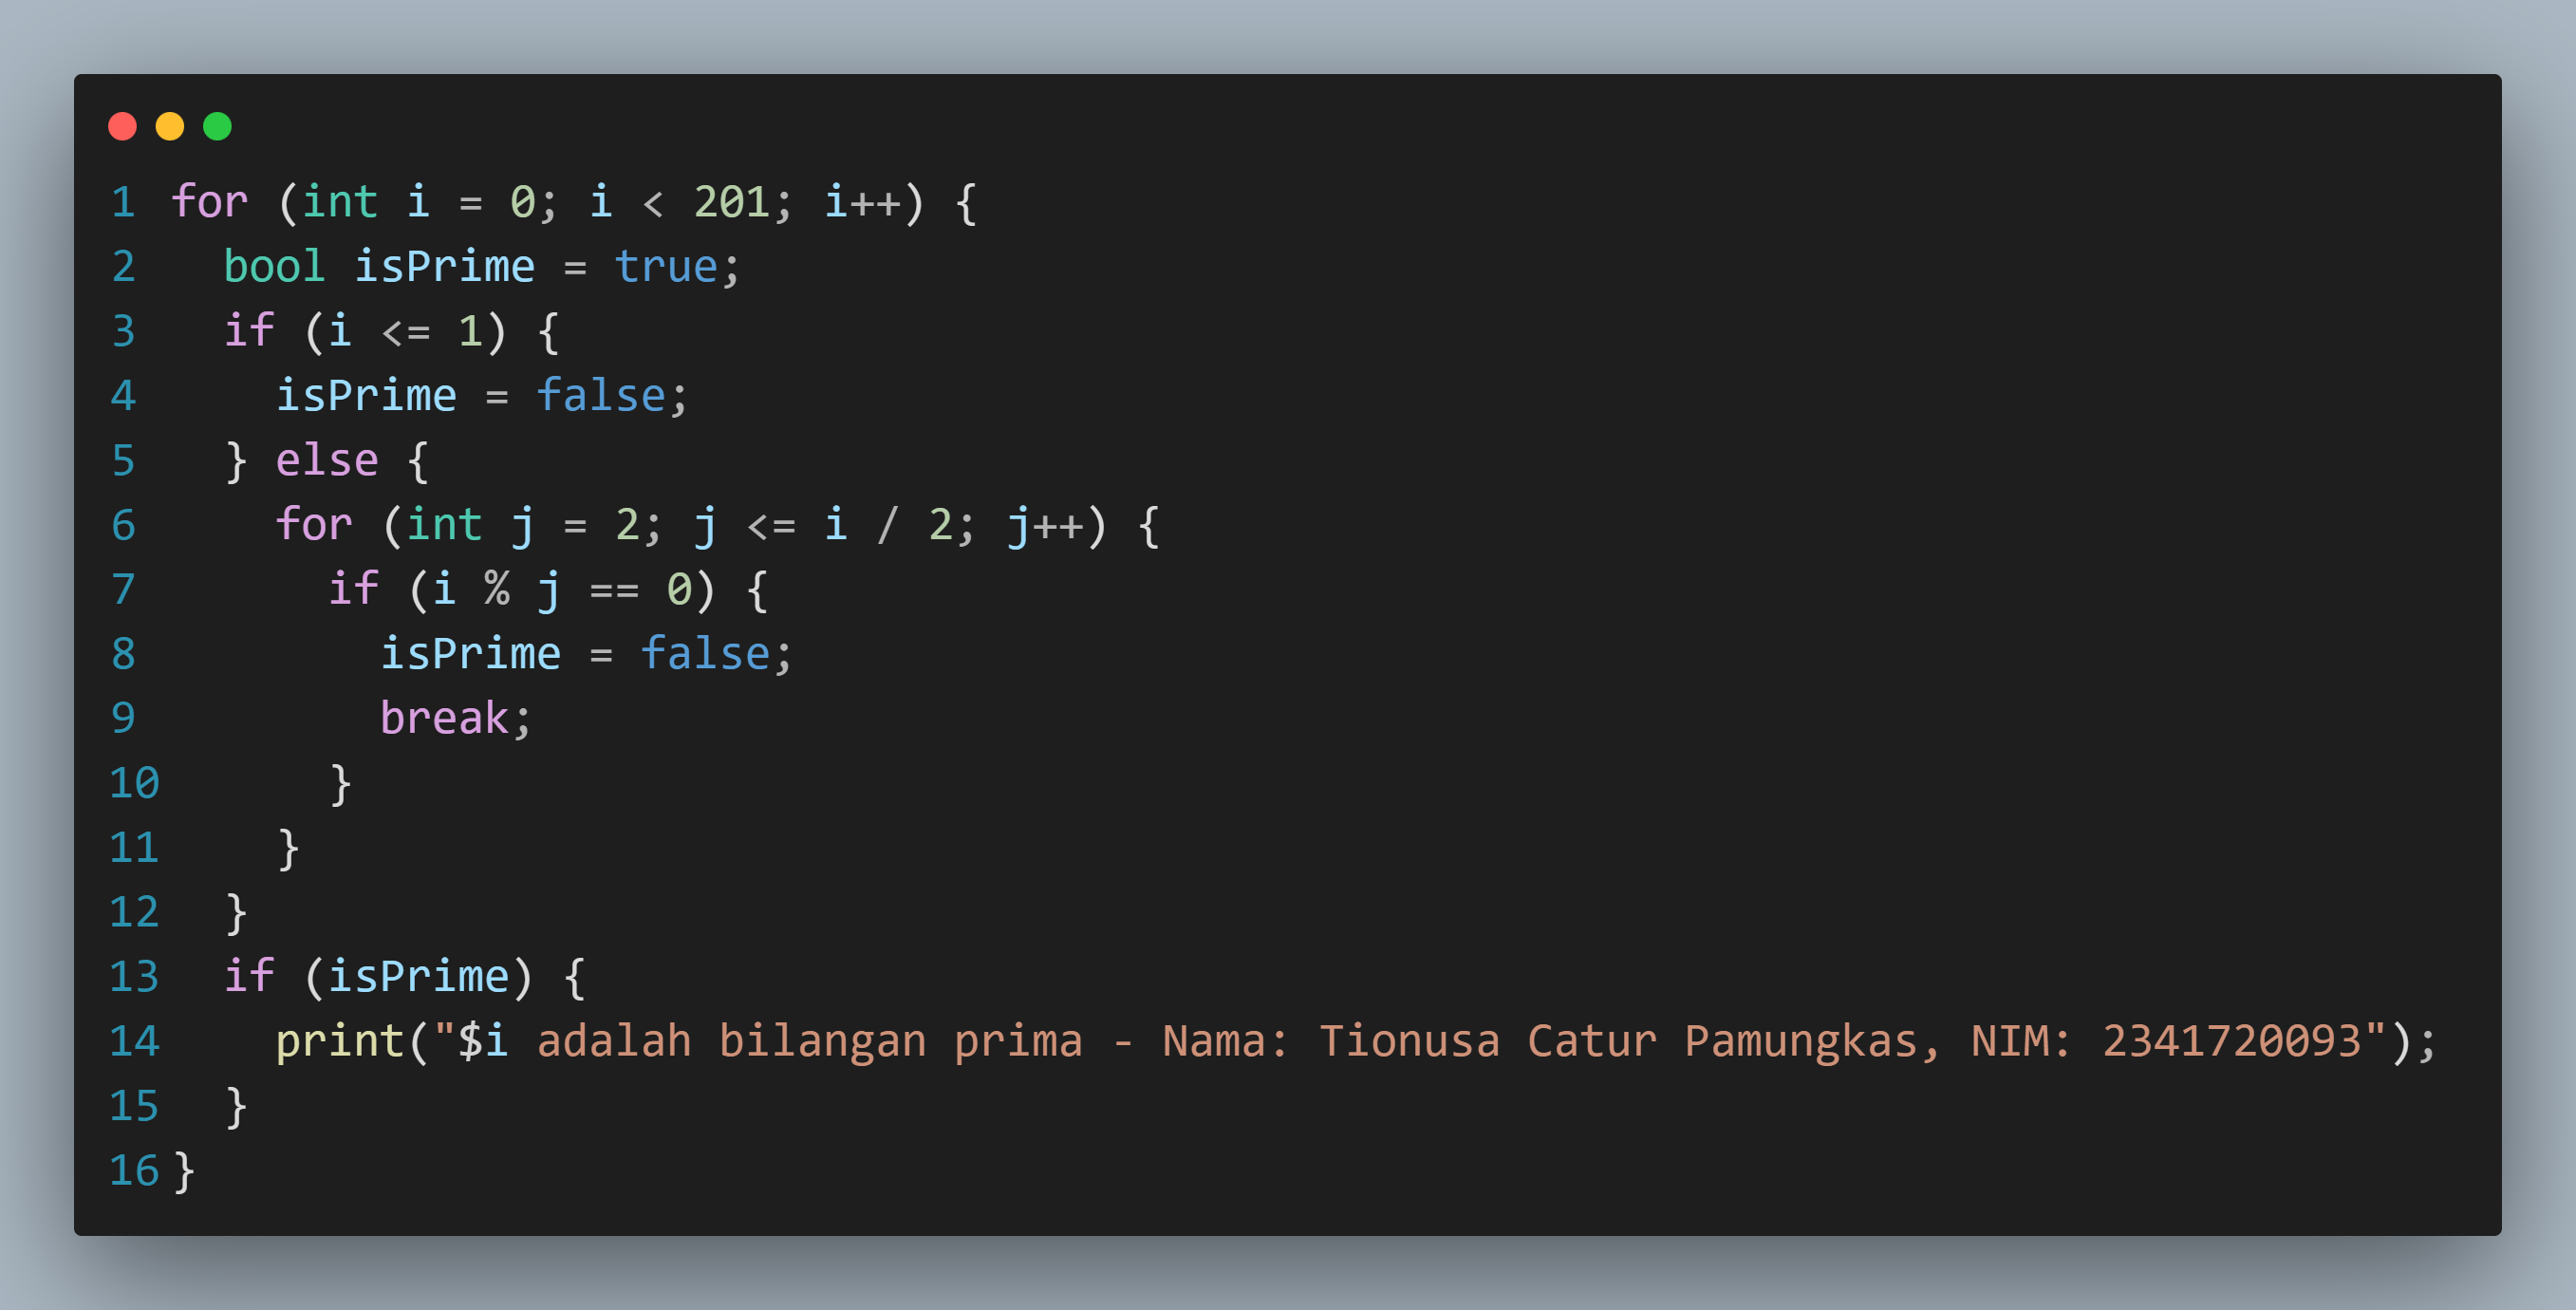 1 for (int i = 0; i < 201; i++) {
2   bool isPrime = true;
3   if (i <= 1) {
4     isPrime = false;
5   } else {
6     for (int j = 2; j <= i / 2; j++) {
7       if (i % j == 0) {
8         isPrime = false;
9         break;
10       }
11     }
12   }
13   if (isPrime) {
14     print("$i adalah bilangan prima - Nama: Tionusa Catur Pamungkas, NIM: 2341720093");
15   }
16 }